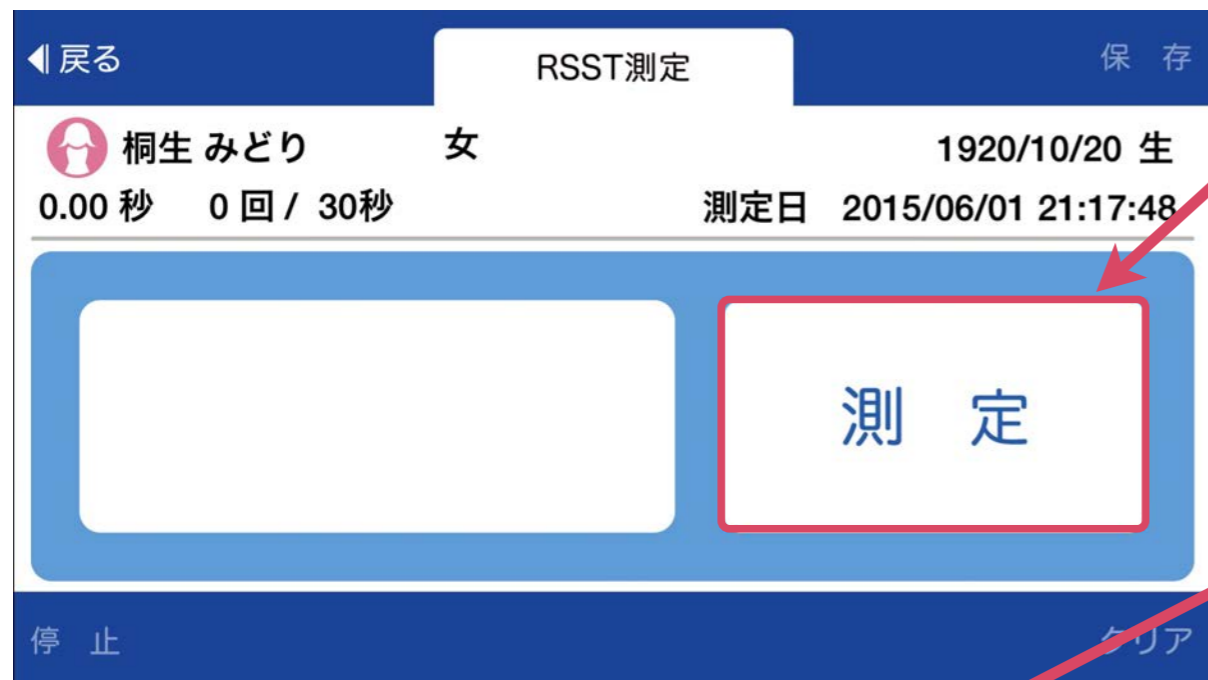 戻る RSST測定 保 存
桐生 みどり 女 1920/10/20 生
0.00 秒 0 回 / 30秒 測定日 2015/06/01 21:17:48
測 定
停 止 クリア